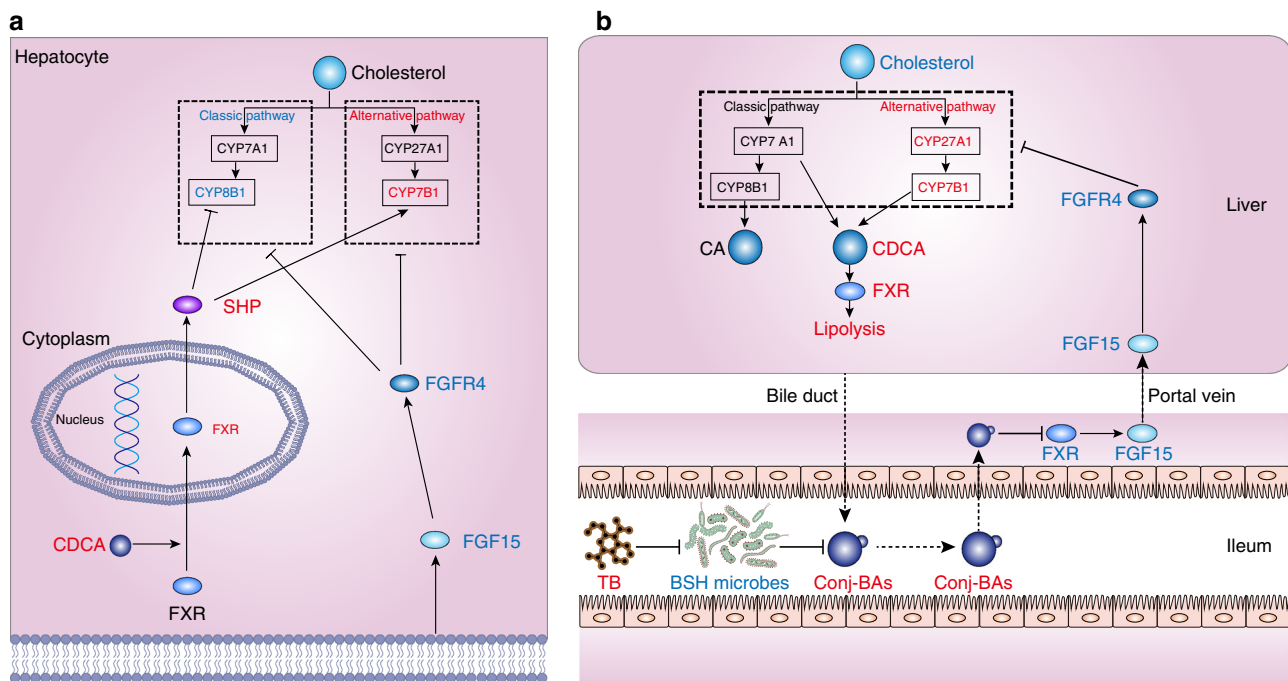 a
Hepatocyte
Cholesterol
Classic pathway
Alternative pathway
CYP7A1
CYP27A1
CYP8B1
CYP7B1
SHP
Cytoplasm
Nucleus
FXR
FGFR4
CDCA
FGF15
FXR
b
Cholesterol
Classic pathway
Alternative pathway
CYP7 A1
CYP27A1
CYP8B1
CYP7B1
FGFR4
Liver
CA
CDCA
FXR
Lipolysis
FGF15
Bile duct
Portal vein
FXR
FGF15
Ileum
TB
BSH microbes
Conj-BAs
Conj-BAs